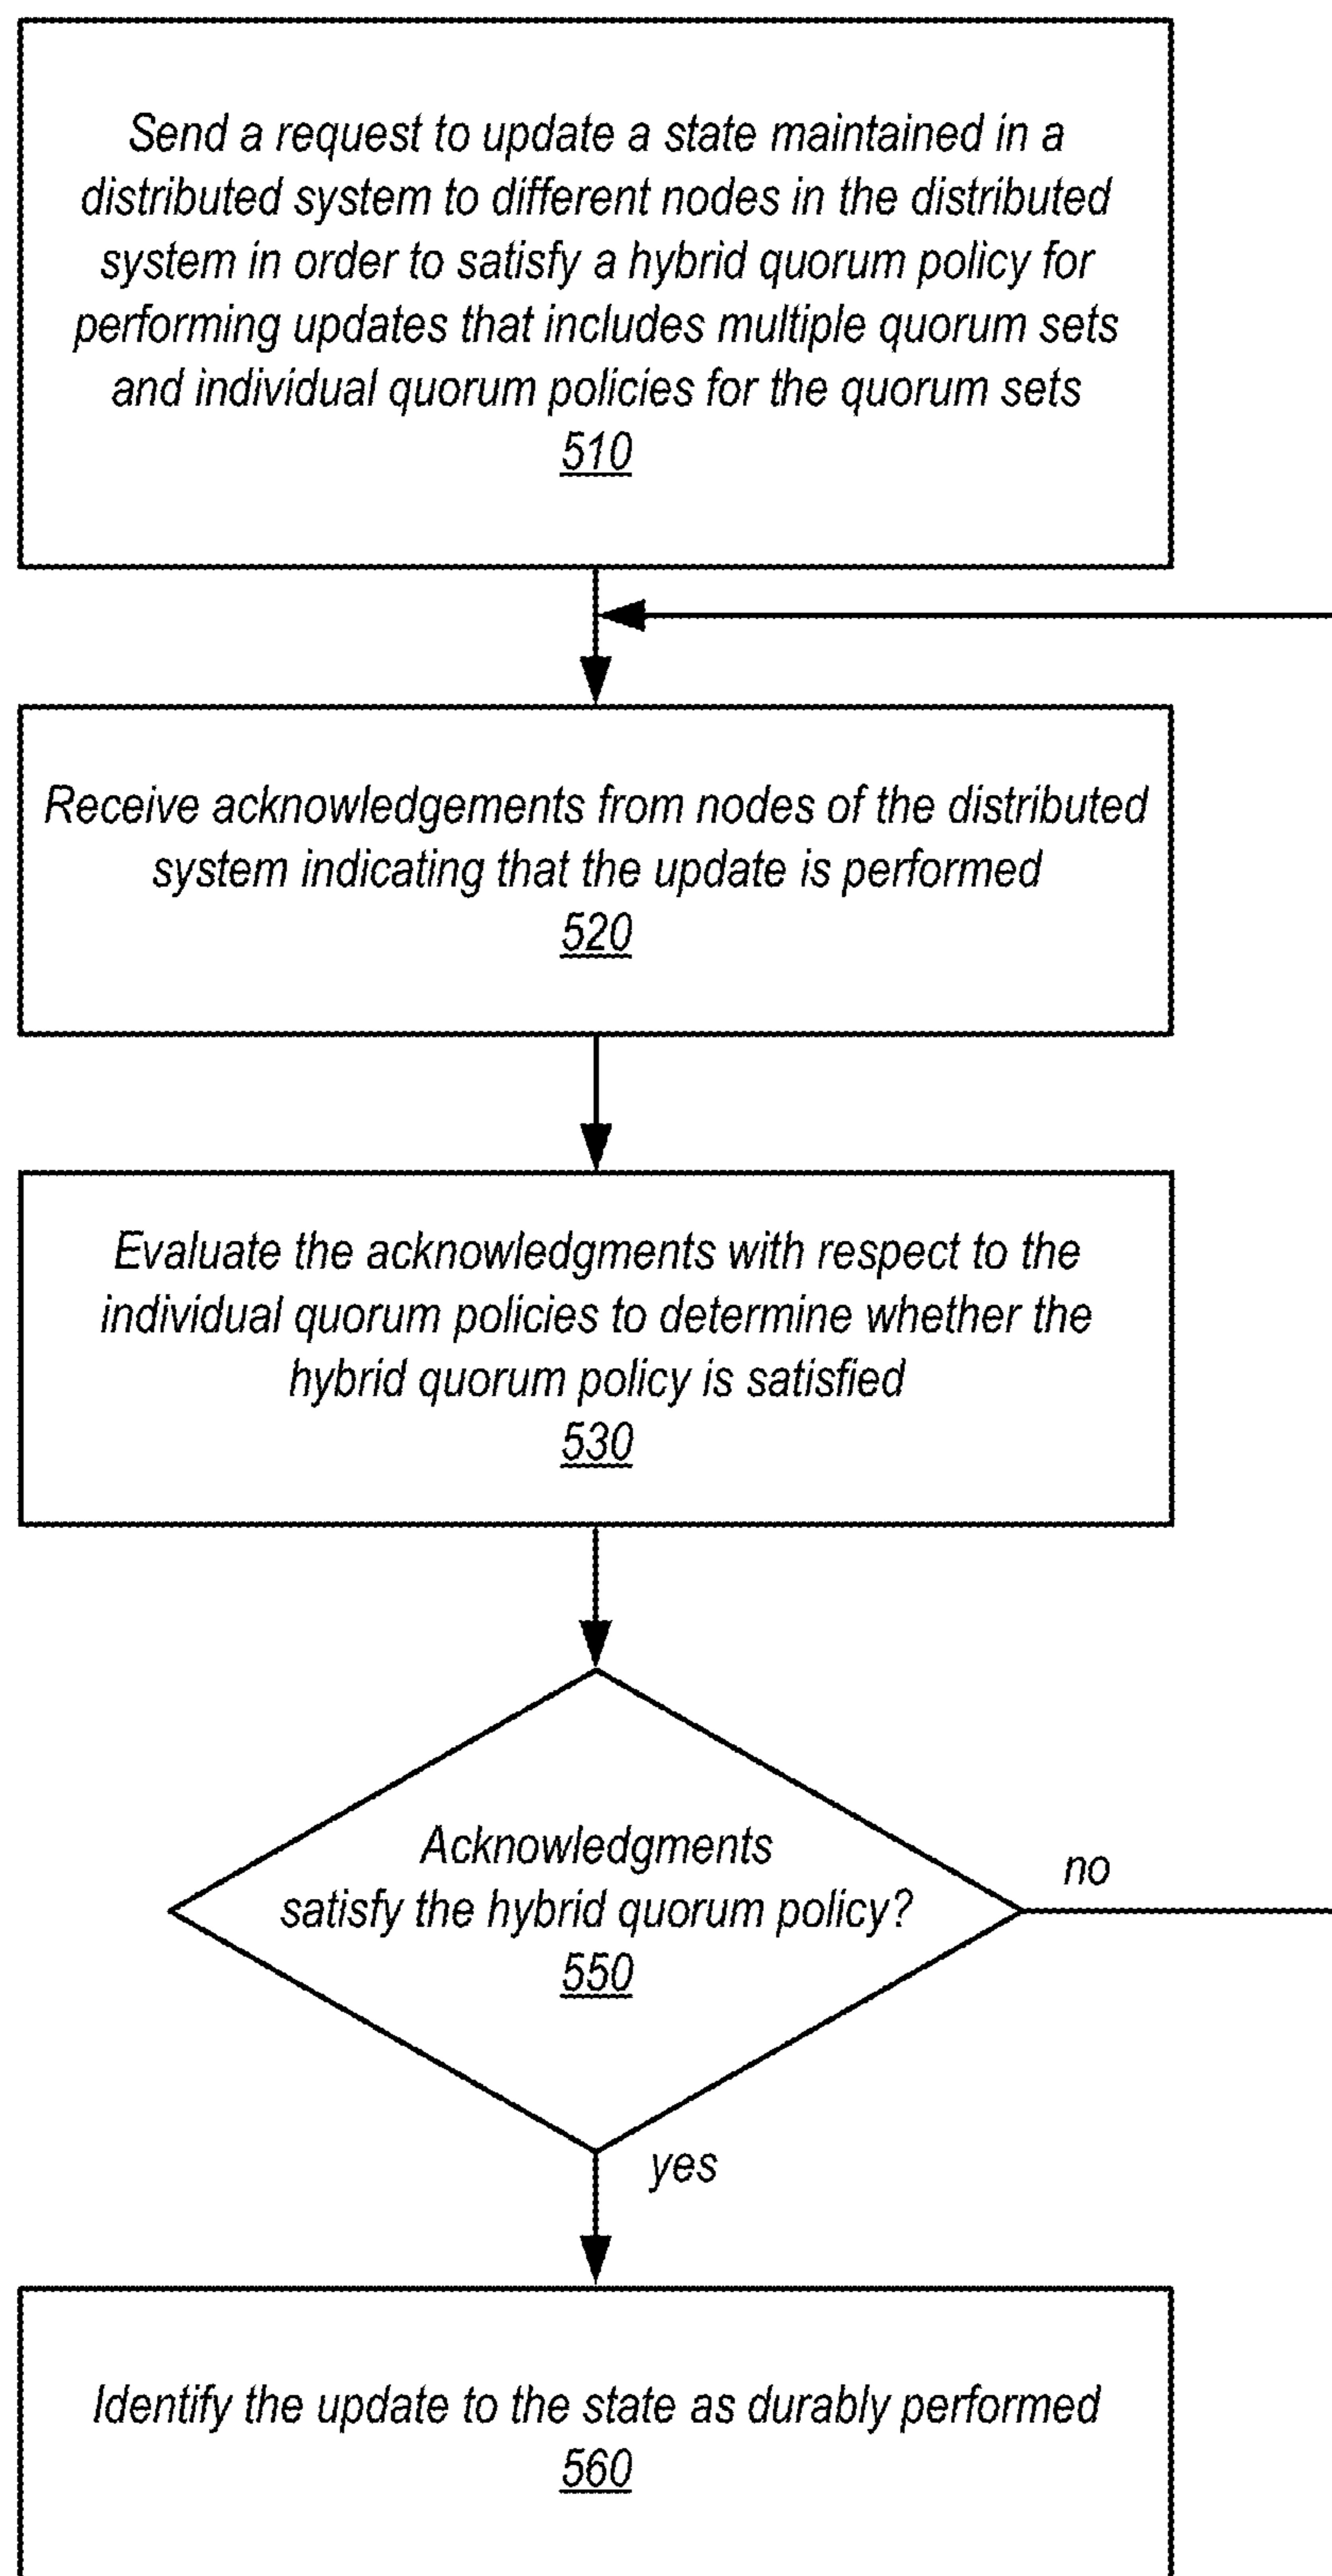 Send a request to update a state maintained in a
distributed system to different nodes in the distributed
system in order to satisfy a hybrid quorum policy for
performing updates that includes multiple quorum sets
and individual quorum policies for the quorum sets
510
Receive acknowledgements from nodes of the distributed
system indicating that the update is performed
520
Evaluate the acknowledgments with respect to the
individual quorum policies to determine whether the
hybrid quorum policy is satisfied
530
Acknowledgments
satisfy the hybrid quorum policy?
550
no
yes
Identify the update to the state as durably performed
560